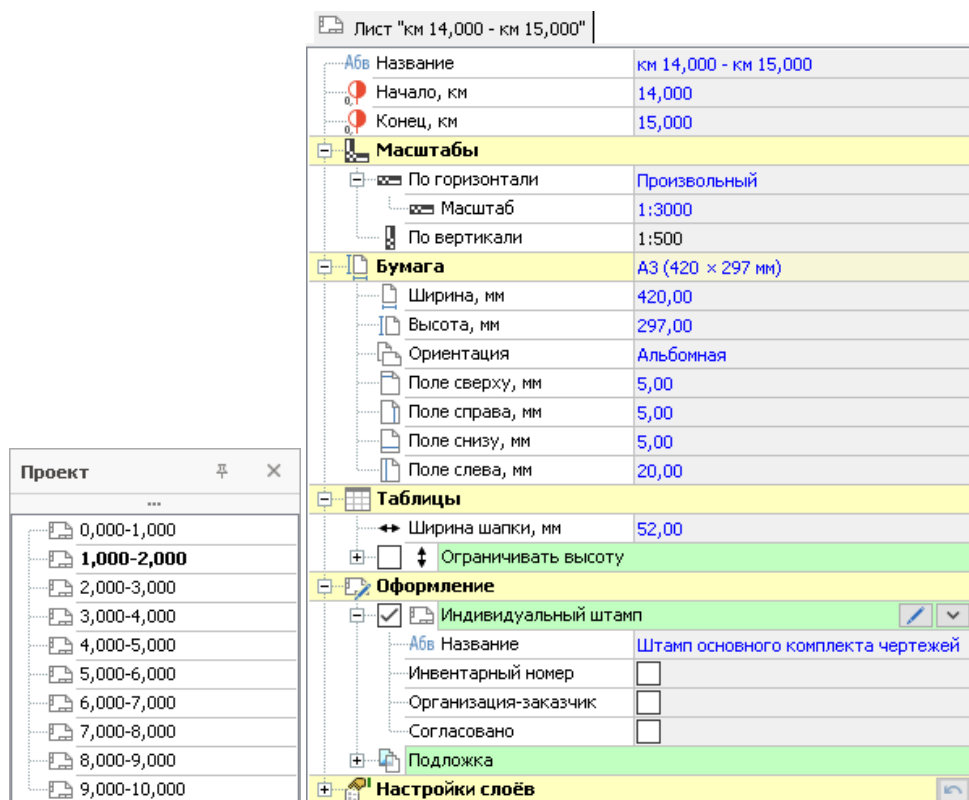 Лист "км 14,000 - км 15,000"
Абв Название км 14,000 - км 15,000
0, Начало, км 14,000
0, Конец, км 15,000
Масштабы
По горизонтали Произвольный
Масштаб 1:3000
По вертикали 1:500
Бумага А3 (420 × 297 мм)
Ширина, мм 420,00
Высота, мм 297,00
Ориентация Альбомная
Поле сверху, мм 5,00
Поле справа, мм 5,00
Поле снизу, мм 5,00
Поле слева, мм 20,00
Таблицы
Ширина шапки, мм 52,00
Ограничивать высоту
Оформление
Индивидуальный штамп
Абв Название Штамп основного комплекта чертежей
Инвентарный номер
Организация-заказчик
Согласовано
Подложка
Настройки слоёв
Проект
...
0,000-1,000
1,000-2,000
2,000-3,000
3,000-4,000
4,000-5,000
5,000-6,000
6,000-7,000
7,000-8,000
8,000-9,000
9,000-10,000